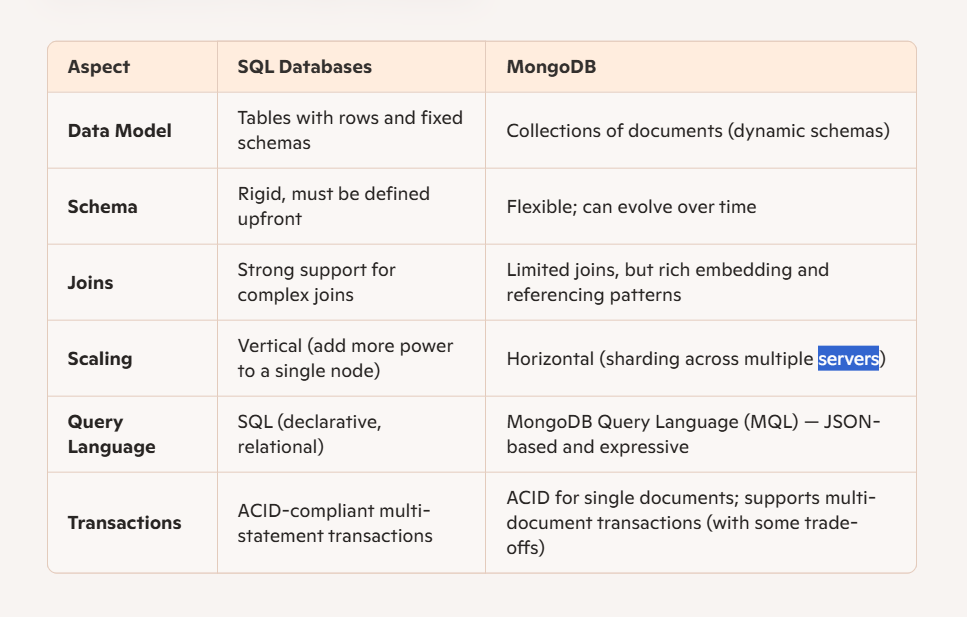 Aspect
SQL Databases
MongoDB
Data Model
Tables with rows and fixed
schemas
Collections of documents (dynamic schemas)
Schema
Rigid, must be defined
upfront
Flexible; can evolve over time
Joins
Strong support for
complex joins
Limited joins, but rich embedding and
referencing patterns
Scaling
Vertical (add more power
to a single node)
Horizontal (sharding across multiple servers)
Query
Language
SQL (declarative,
relational)
MongoDB Query Language (MQL) — JSON-
based and expressive
Transactions
ACID-compliant multi-
statement transactions
ACID for single documents; supports multi-
document transactions (with some trade-
offs)